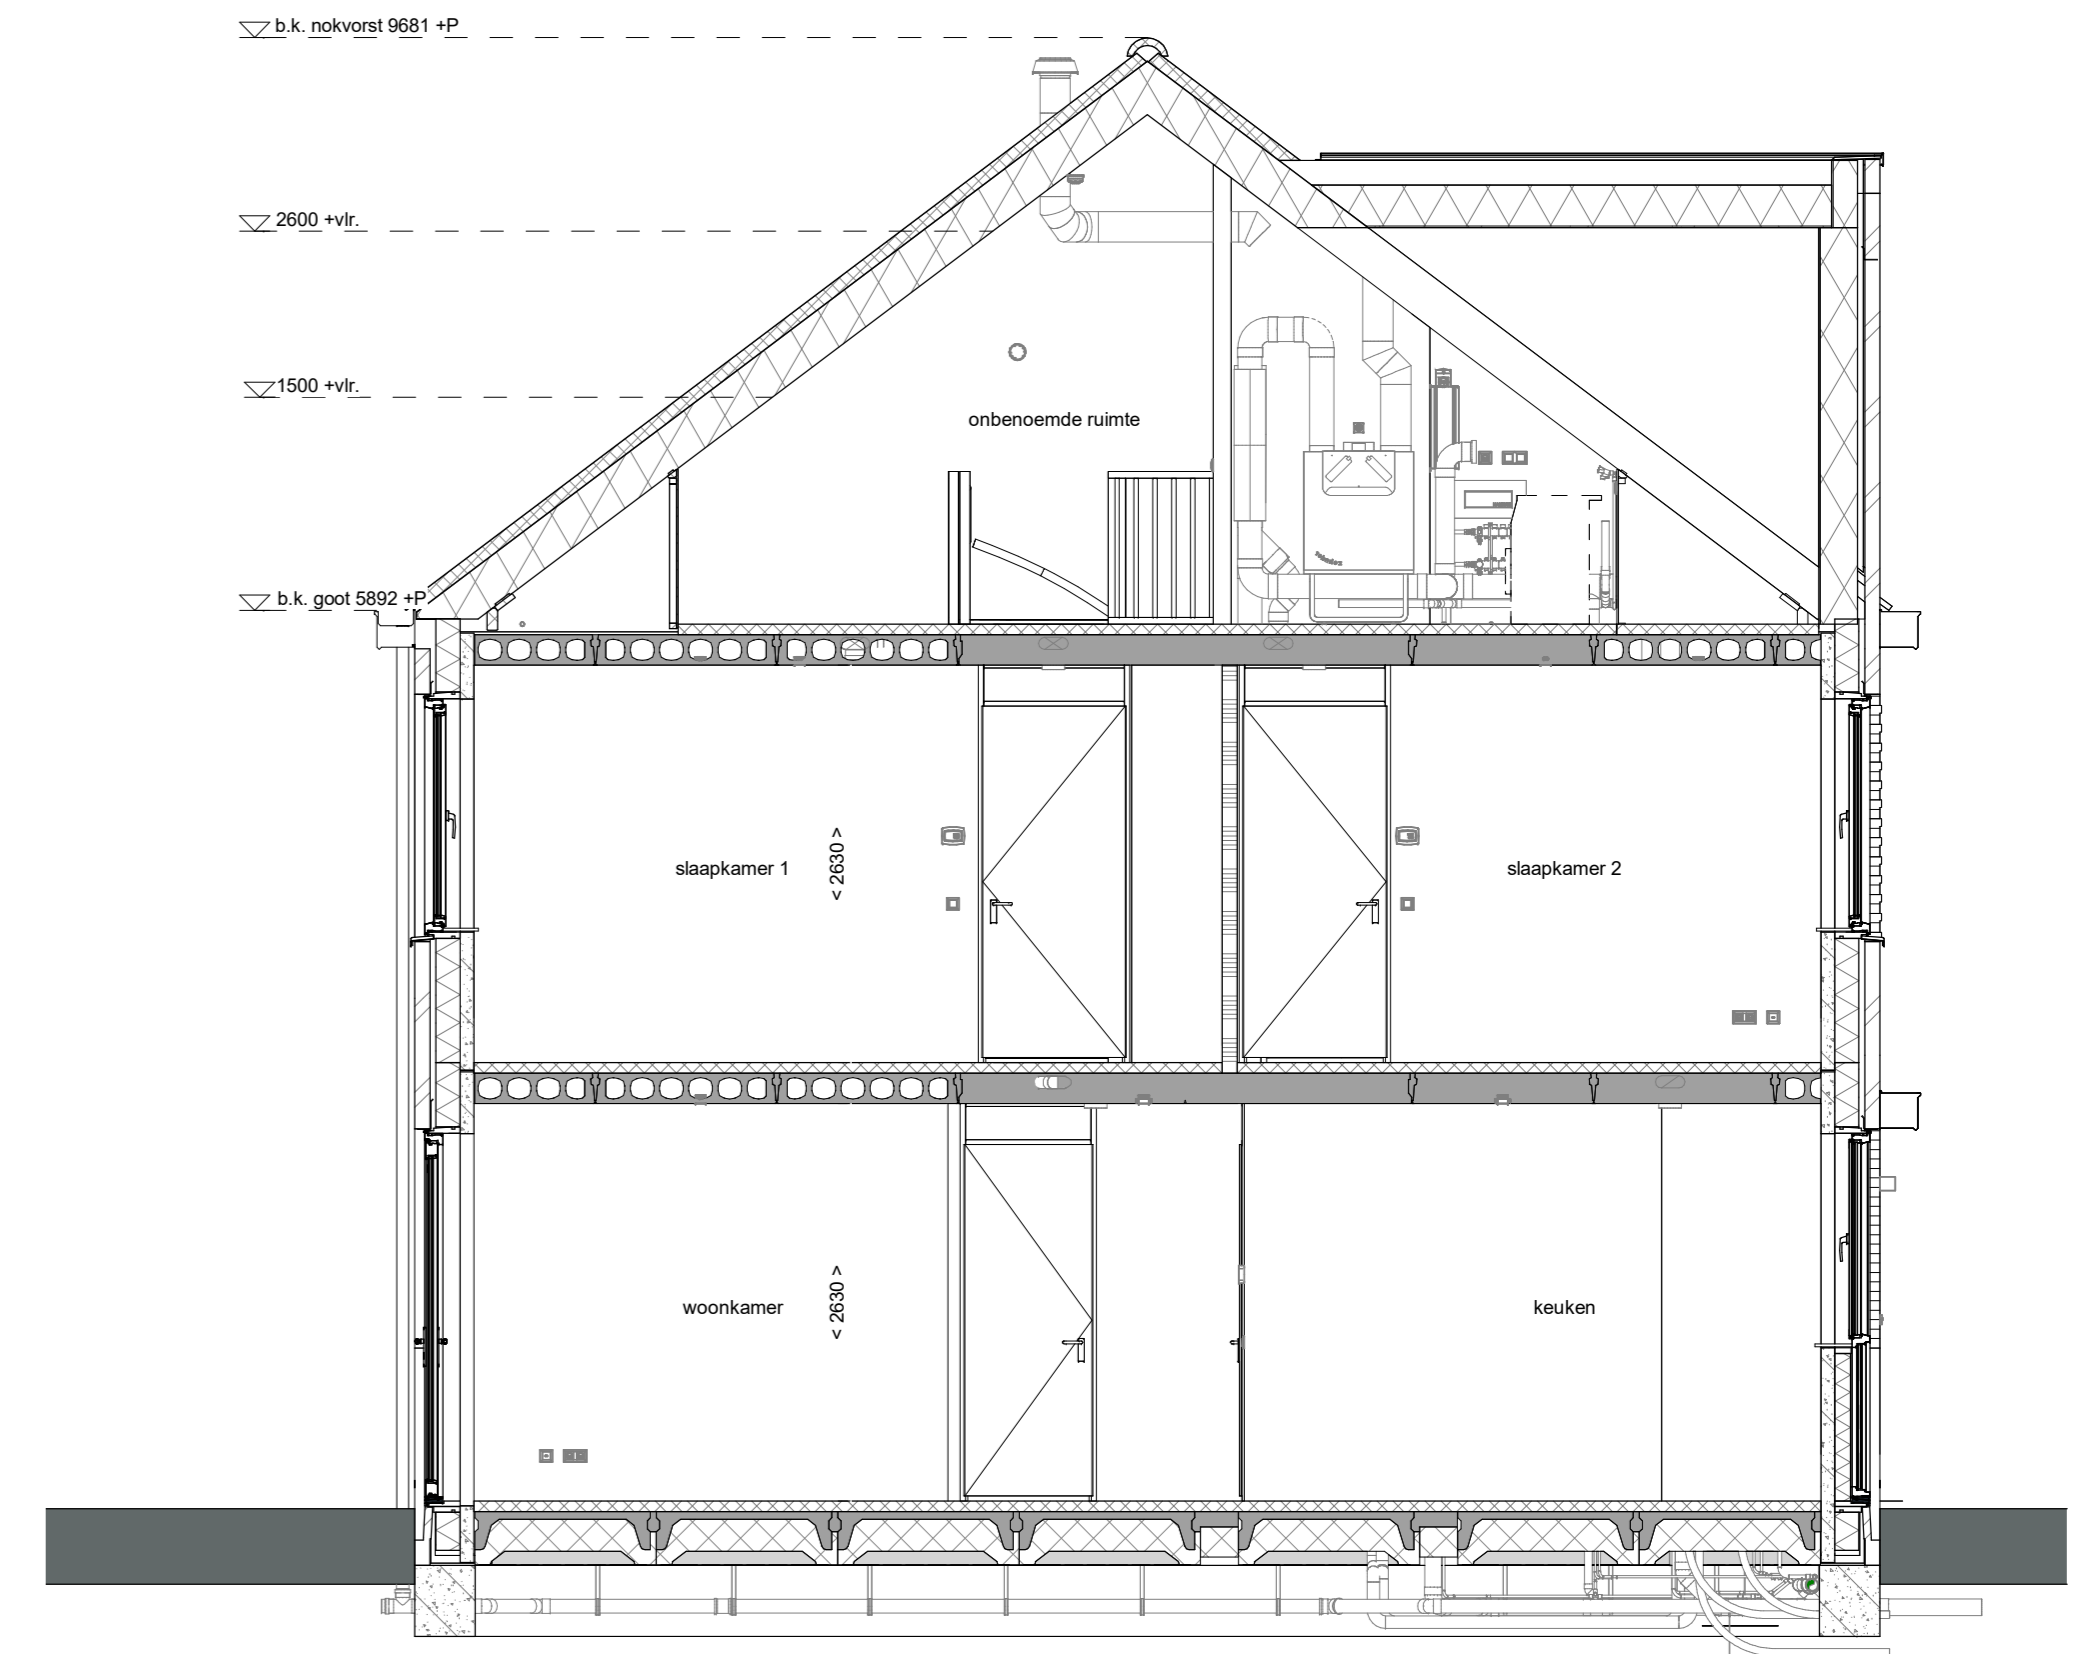 b.k. nokvorst 9681 +P
2600 +vlr.
1500 +vlr.
onbenoemde ruimte
b.k. goot 5892 +P
slaapkamer 1
< 2630 >
slaapkamer 2
woonkamer
< 2630 >
keuken